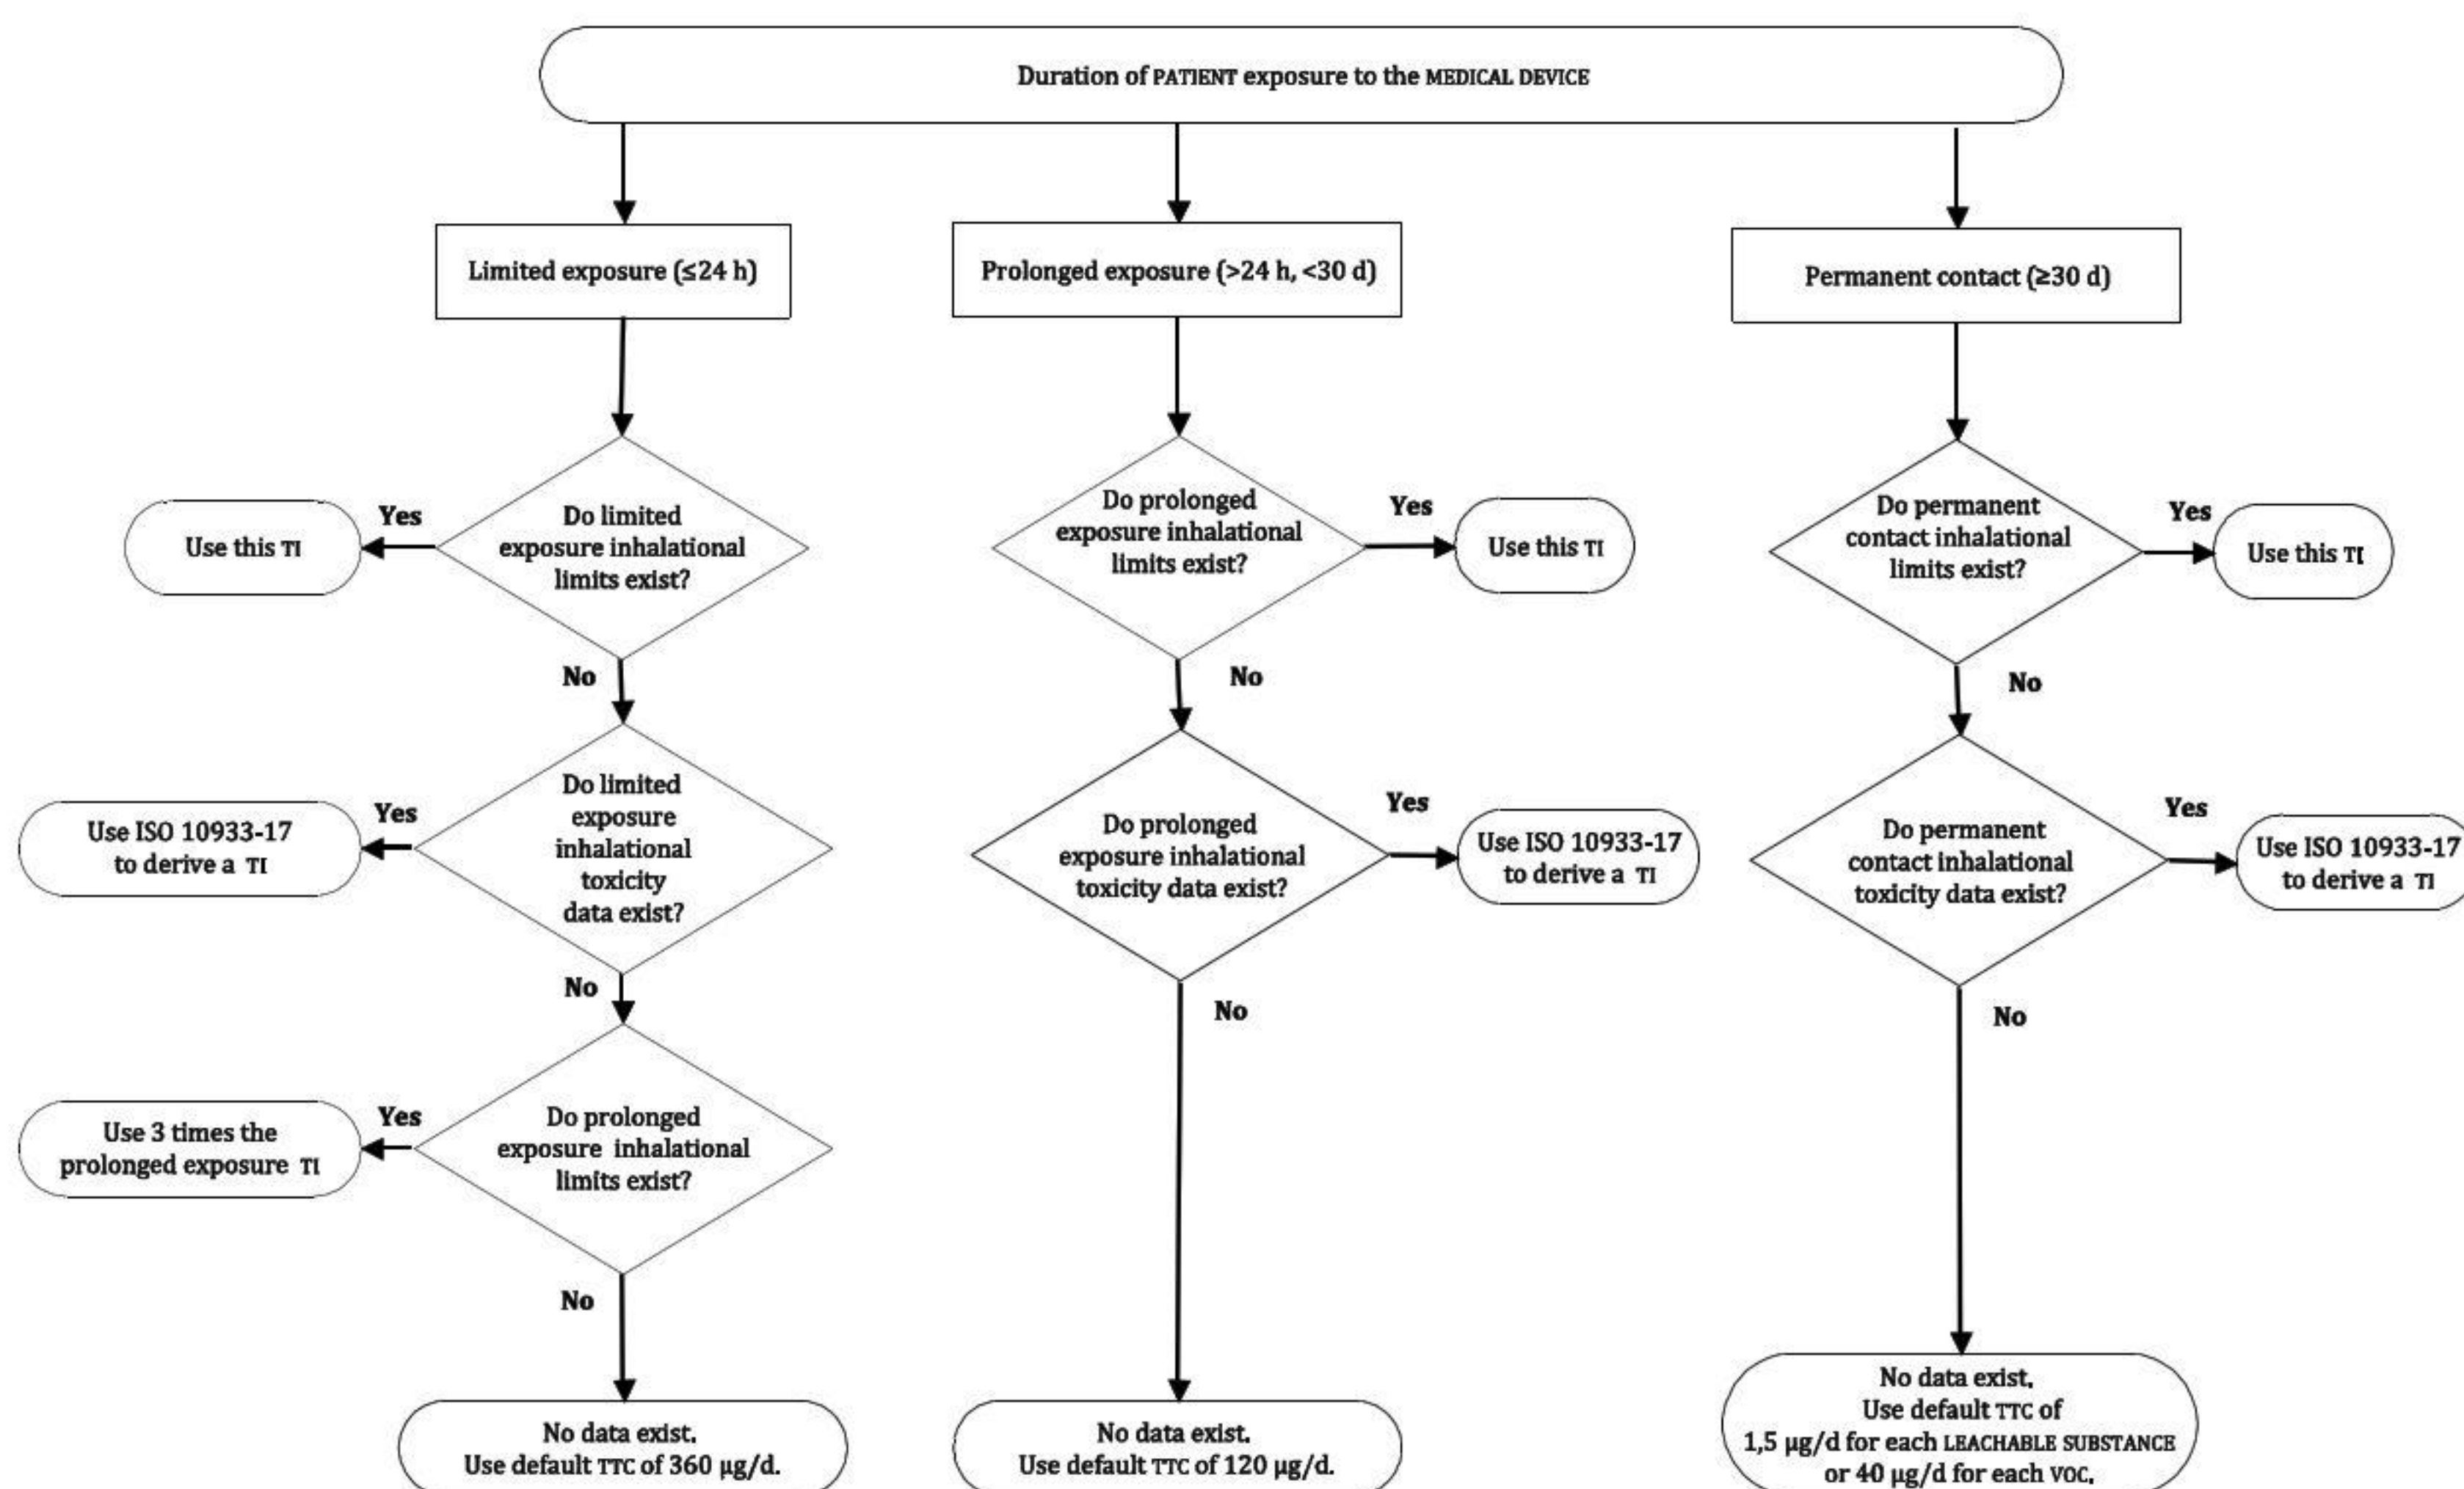 Duration of PATIENT exposure to the MEDICAL DEVICE
Limited exposure (≤24 h)
Prolonged exposure (>24 h, <30 d)
Permanent contact (≥30 d)
Do limited
exposure inhalational
limits exist?
Yes
Use this TI
No
Do limited
exposure
inhalational
toxicity
data exist?
Yes
Use ISO 10933-17
to derive a TI
No
Do prolonged
exposure inhalational
limits exist?
Yes
Use 3 times the
prolonged exposure TI
No
No data exist.
Use default TTC of 360 µg/d.
Do prolonged
exposure inhalational
limits exist?
Yes
Use this TI
No
Do prolonged
exposure inhalational
toxicity data exist?
Yes
Use ISO 10933-17
to derive a TI
No
No data exist.
Use default TTC of 120 µg/d.
Do permanent
contact inhalational
limits exist?
Yes
Use this TI
No
Do permanent
contact inhalational
toxicity data exist?
Yes
Use ISO 10933-17
to derive a TI
No
No data exist.
Use default TTC of
1,5 µg/d for each LEACHABLE SUBSTANCE
or 40 µg/d for each VOC.